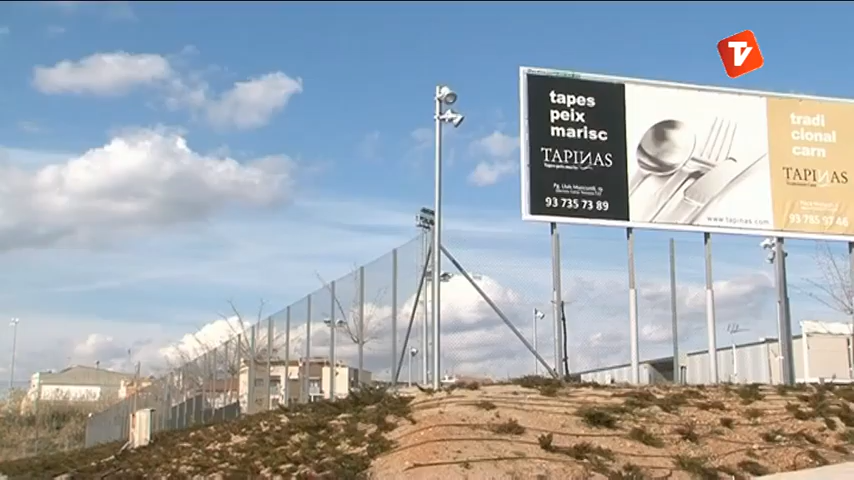 T
tapes
peix
marisc
TAPINAS
93 735 73 89
www.tapinas.com
tradi
cional
carn
TAPINAS
93 785 97 46